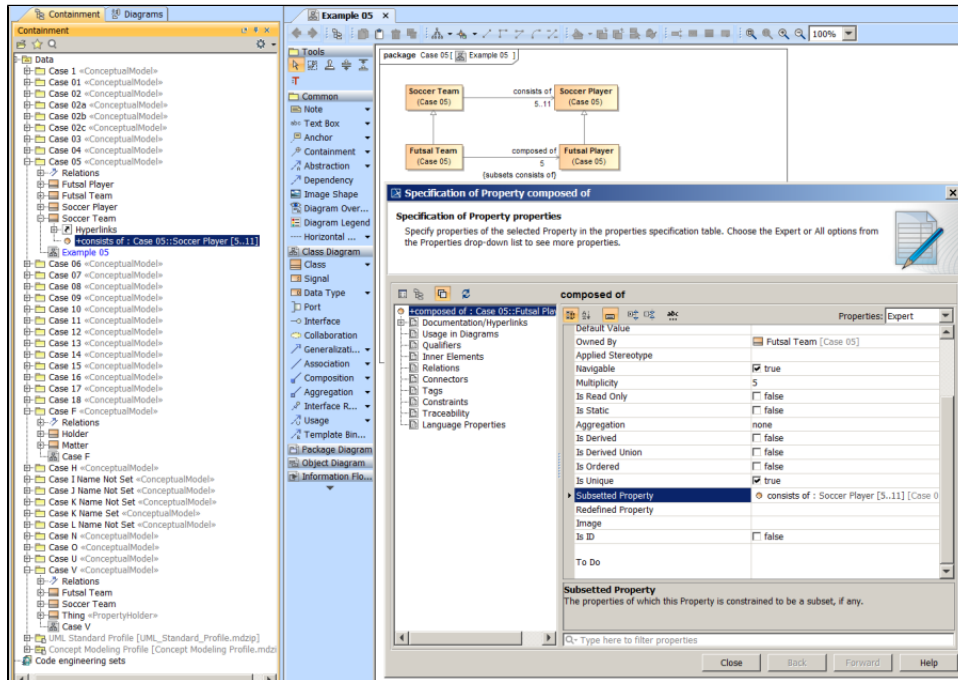 Containment
Diagrams
Containment
Data
Case 1 «ConceptualModel»
Case 01 «ConceptualModel»
Case 02 «ConceptualModel»
Case 02a «ConceptualModel»
Case 02b «ConceptualModel»
Case 02c «ConceptualModel»
Case 03 «ConceptualModel»
Case 04 «ConceptualModel»
Case 05 «ConceptualModel»
Relations
Futsal Player
Futsal Team
Soccer Player
Soccer Team
Hyperlinks
+consists of : Case 05::Soccer Player [5..11]
Example 05
Case 06 «ConceptualModel»
Case 07 «ConceptualModel»
Case 08 «ConceptualModel»
Case 09 «ConceptualModel»
Case 10 «ConceptualModel»
Case 11 «ConceptualModel»
Case 12 «ConceptualModel»
Case 13 «ConceptualModel»
Case 14 «ConceptualModel»
Case 15 «ConceptualModel»
Case 16 «ConceptualModel»
Case 17 «ConceptualModel»
Case 18 «ConceptualModel»
Case F «ConceptualModel»
Relations
Holder
Matter
Case F
Case H «ConceptualModel»
Case I Name Not Set «ConceptualModel»
Case J Name Not Set «ConceptualModel»
Case K Name Not Set «ConceptualModel»
Case K Name Set «ConceptualModel»
Case L Name Not Set «ConceptualModel»
Case N «ConceptualModel»
Case O «ConceptualModel»
Case U «ConceptualModel»
Case V «ConceptualModel»
Relations
Futsal Team
Soccer Team
Thing «PropertyHolder»
Case V
UML Standard Profile [UML_Standard_Profile.mdzip]
Concept Modeling Profile [Concept Modeling Profile.mdzi
Code engineering sets
Example 05
100%
Tools
Common
Note
abc Text Box
Anchor
Containment
Abstraction
Dependency
Image Shape
Diagram Over...
Diagram Legend
Horizontal ...
Class Diagram
Class
Signal
Data Type
Port
Interface
Collaboration
Generalizati...
Association
Composition
Aggregation
Interface R...
Usage
Template Bin...
Package Diagram
Object Diagram
Information Flo...
package Case 05[ Example 05 ]
Soccer Team
(Case 05)
consists of
5..11
Soccer Player
(Case 05)
Futsal Team
(Case 05)
composed of
5
{subsets consists of}
Futsal Player
(Case 05)
Specification of Property composed of
Specification of Property properties
Specify properties of the selected Property in the properties specification table. Choose the Expert or All options from
the Properties drop-down list to see more properties.
+composed of : Case 05::Futsal Play
Documentation/Hyperlinks
Usage in Diagrams
Qualifiers
Inner Elements
Relations
Connectors
Tags
Constraints
Traceability
Language Properties
composed of
abc
Properties: Expert
Default Value
Owned By Futsal Team [Case 05]
Applied Stereotype
Navigable true
Multiplicity 5
Is Read Only false
Is Static false
Aggregation none
Is Derived false
Is Derived Union false
Is Ordered false
Is Unique true
Subsetted Property consists of : Soccer Player [5..11] [Case 0
Redefined Property
Image
Is ID false
To Do
Subsetted Property
The properties of which this Property is constrained to be a subset, if any.
Type here to filter properties
Close
Back
Forward
Help